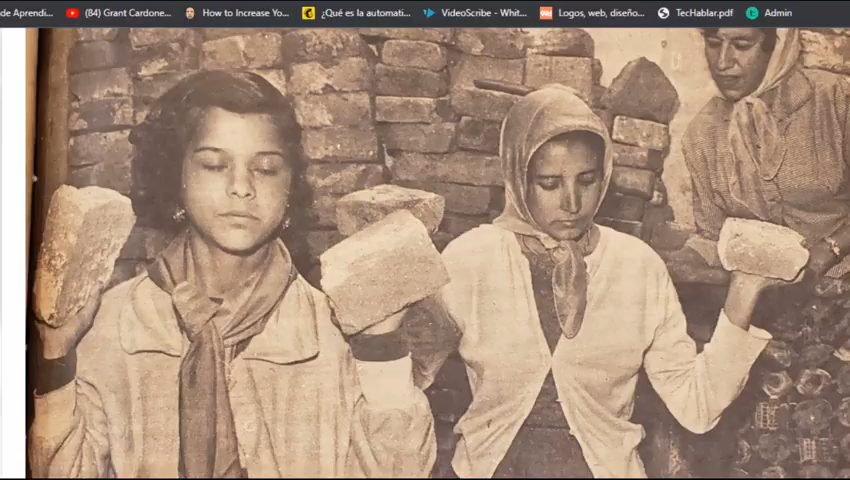 de Aprendi... (84) Grant Cardone... How to Increase Yo... ¿Qué es la automati... VideoScribe - Whit... Logos, web, diseño... TecHablar.pdf Admin